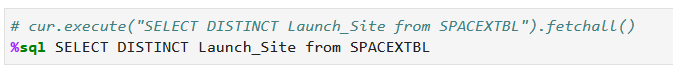 # cur.execute("SELECT DISTINCT Launch_Site from SPACEXTBL").fetchall()
%sql SELECT DISTINCT Launch_Site from SPACEXTBL